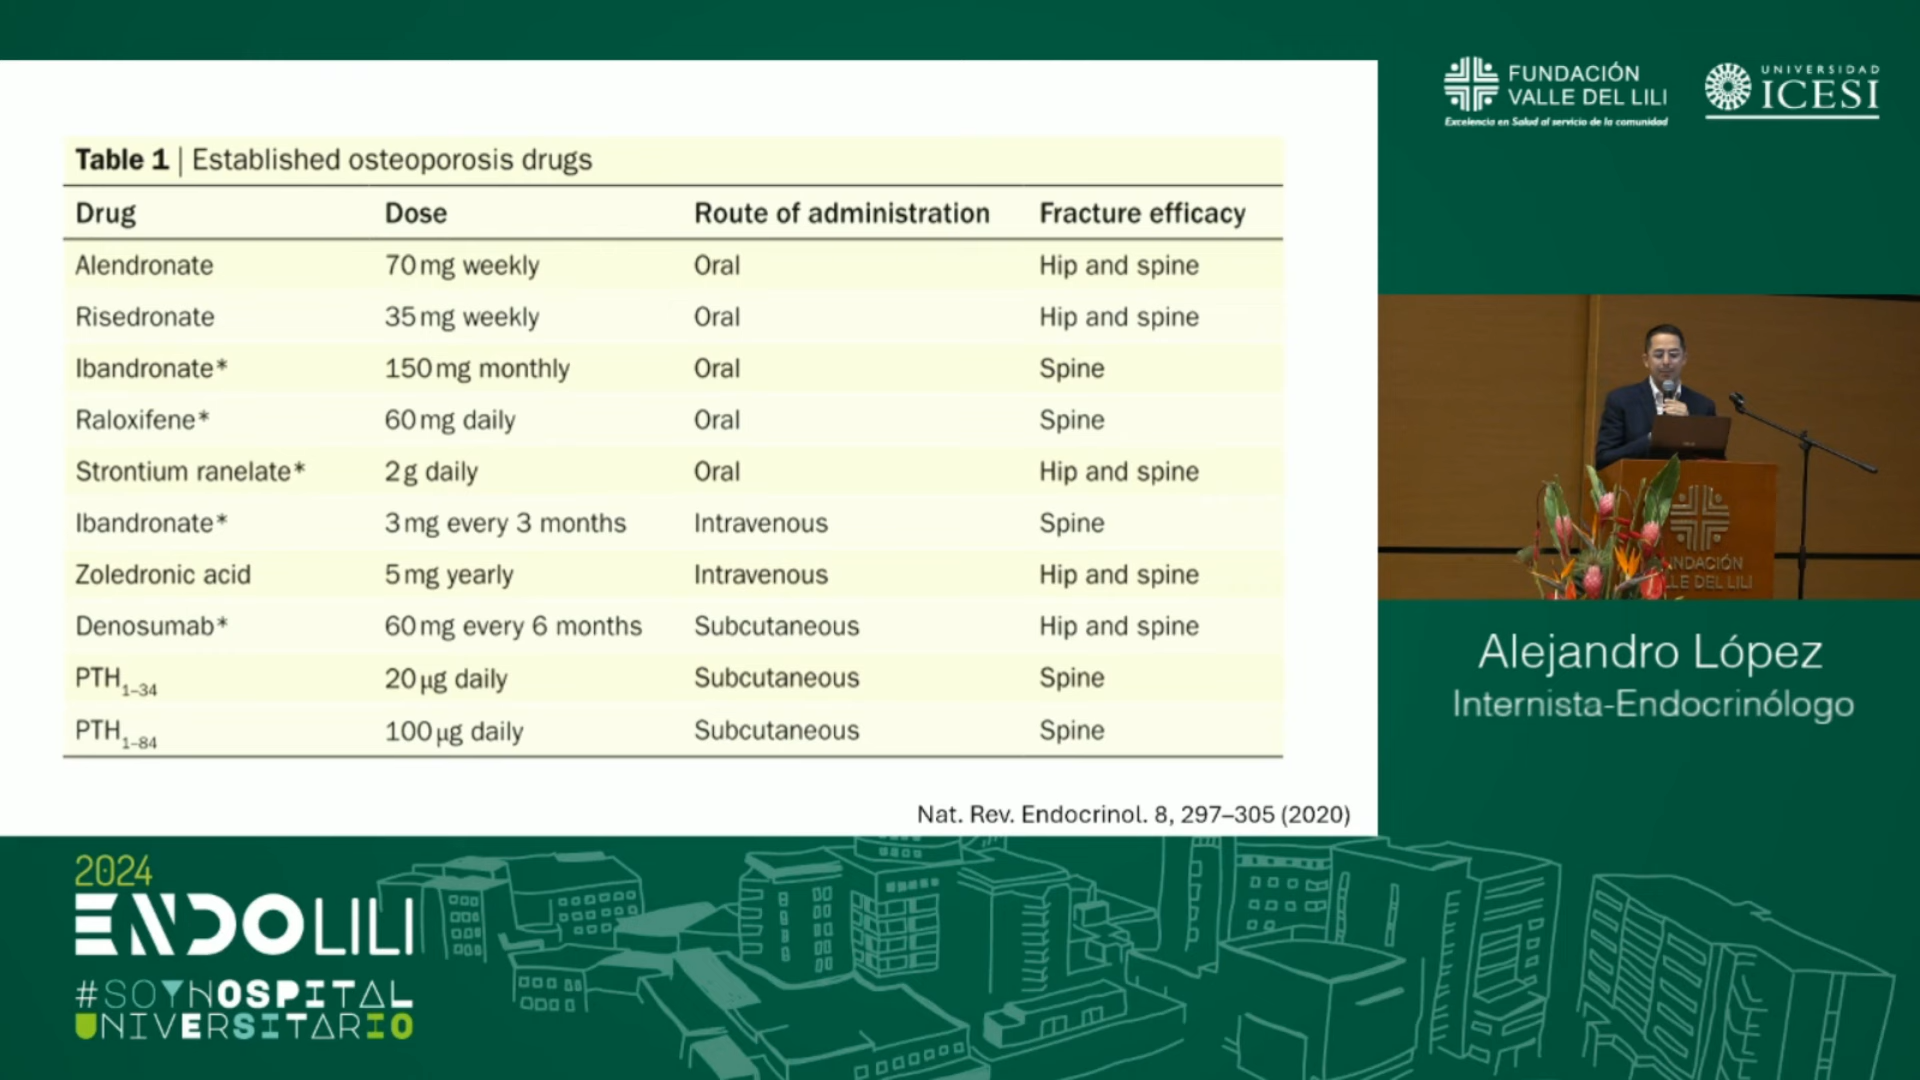 FUNDACIÓN
VALLE DEL LILI
Excelencia en Salud al servicio de la comunidad
UNIVERSIDAD
ICESI
Table 1 | Established osteoporosis drugs
Drug Dose Route of administration Fracture efficacy
Alendronate 70 mg weekly Oral Hip and spine
Risedronate 35 mg weekly Oral Hip and spine
Ibandronate* 150 mg monthly Oral Spine
Raloxifene* 60 mg daily Oral Spine
Strontium ranelate* 2 g daily Oral Hip and spine
Ibandronate* 3 mg every 3 months Intravenous Spine
Zoledronic acid 5 mg yearly Intravenous Hip and spine
Denosumab* 60 mg every 6 months Subcutaneous Hip and spine
PTH1–34 20 µg daily Subcutaneous Spine
PTH1–84 100 µg daily Subcutaneous Spine
Nat. Rev. Endocrinol. 8, 297–305 (2020)
NDACIÓN
LE DEL LILI
Alejandro López
Internista-Endocrinólogo
2024
ENDOLILI
#SOYHOSPITAL
UNIVERSITARIO